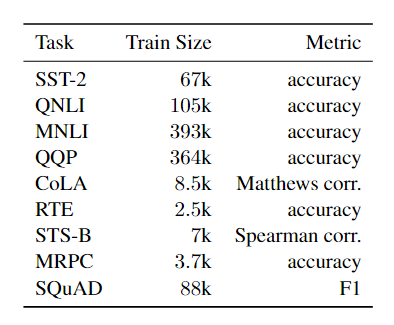 Task Train Size Metric
SST-2 67k accuracy
QNLI 105k accuracy
MNLI 393k accuracy
QQP 364k accuracy
CoLA 8.5k Matthews corr.
RTE 2.5k accuracy
STS-B 7k Spearman corr.
MRPC 3.7k accuracy
SQuAD 88k F1